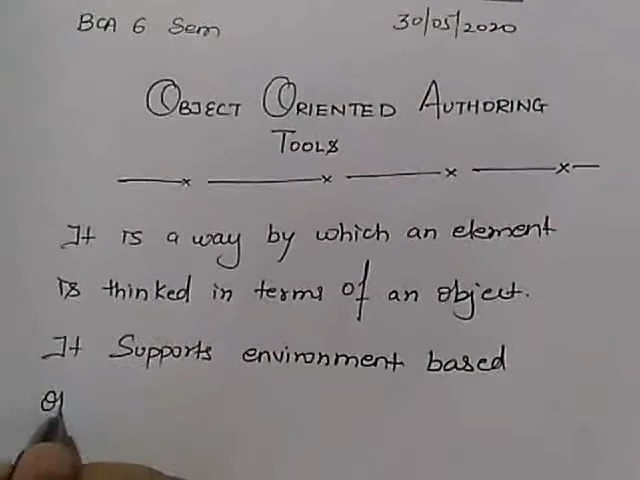 BCA 6 Sem
30/05/2020
OBJECT ORIENTED AUTHORING
TOOLS
It is a way by which an element
is thinked in terms of an object.
It Supports environment based